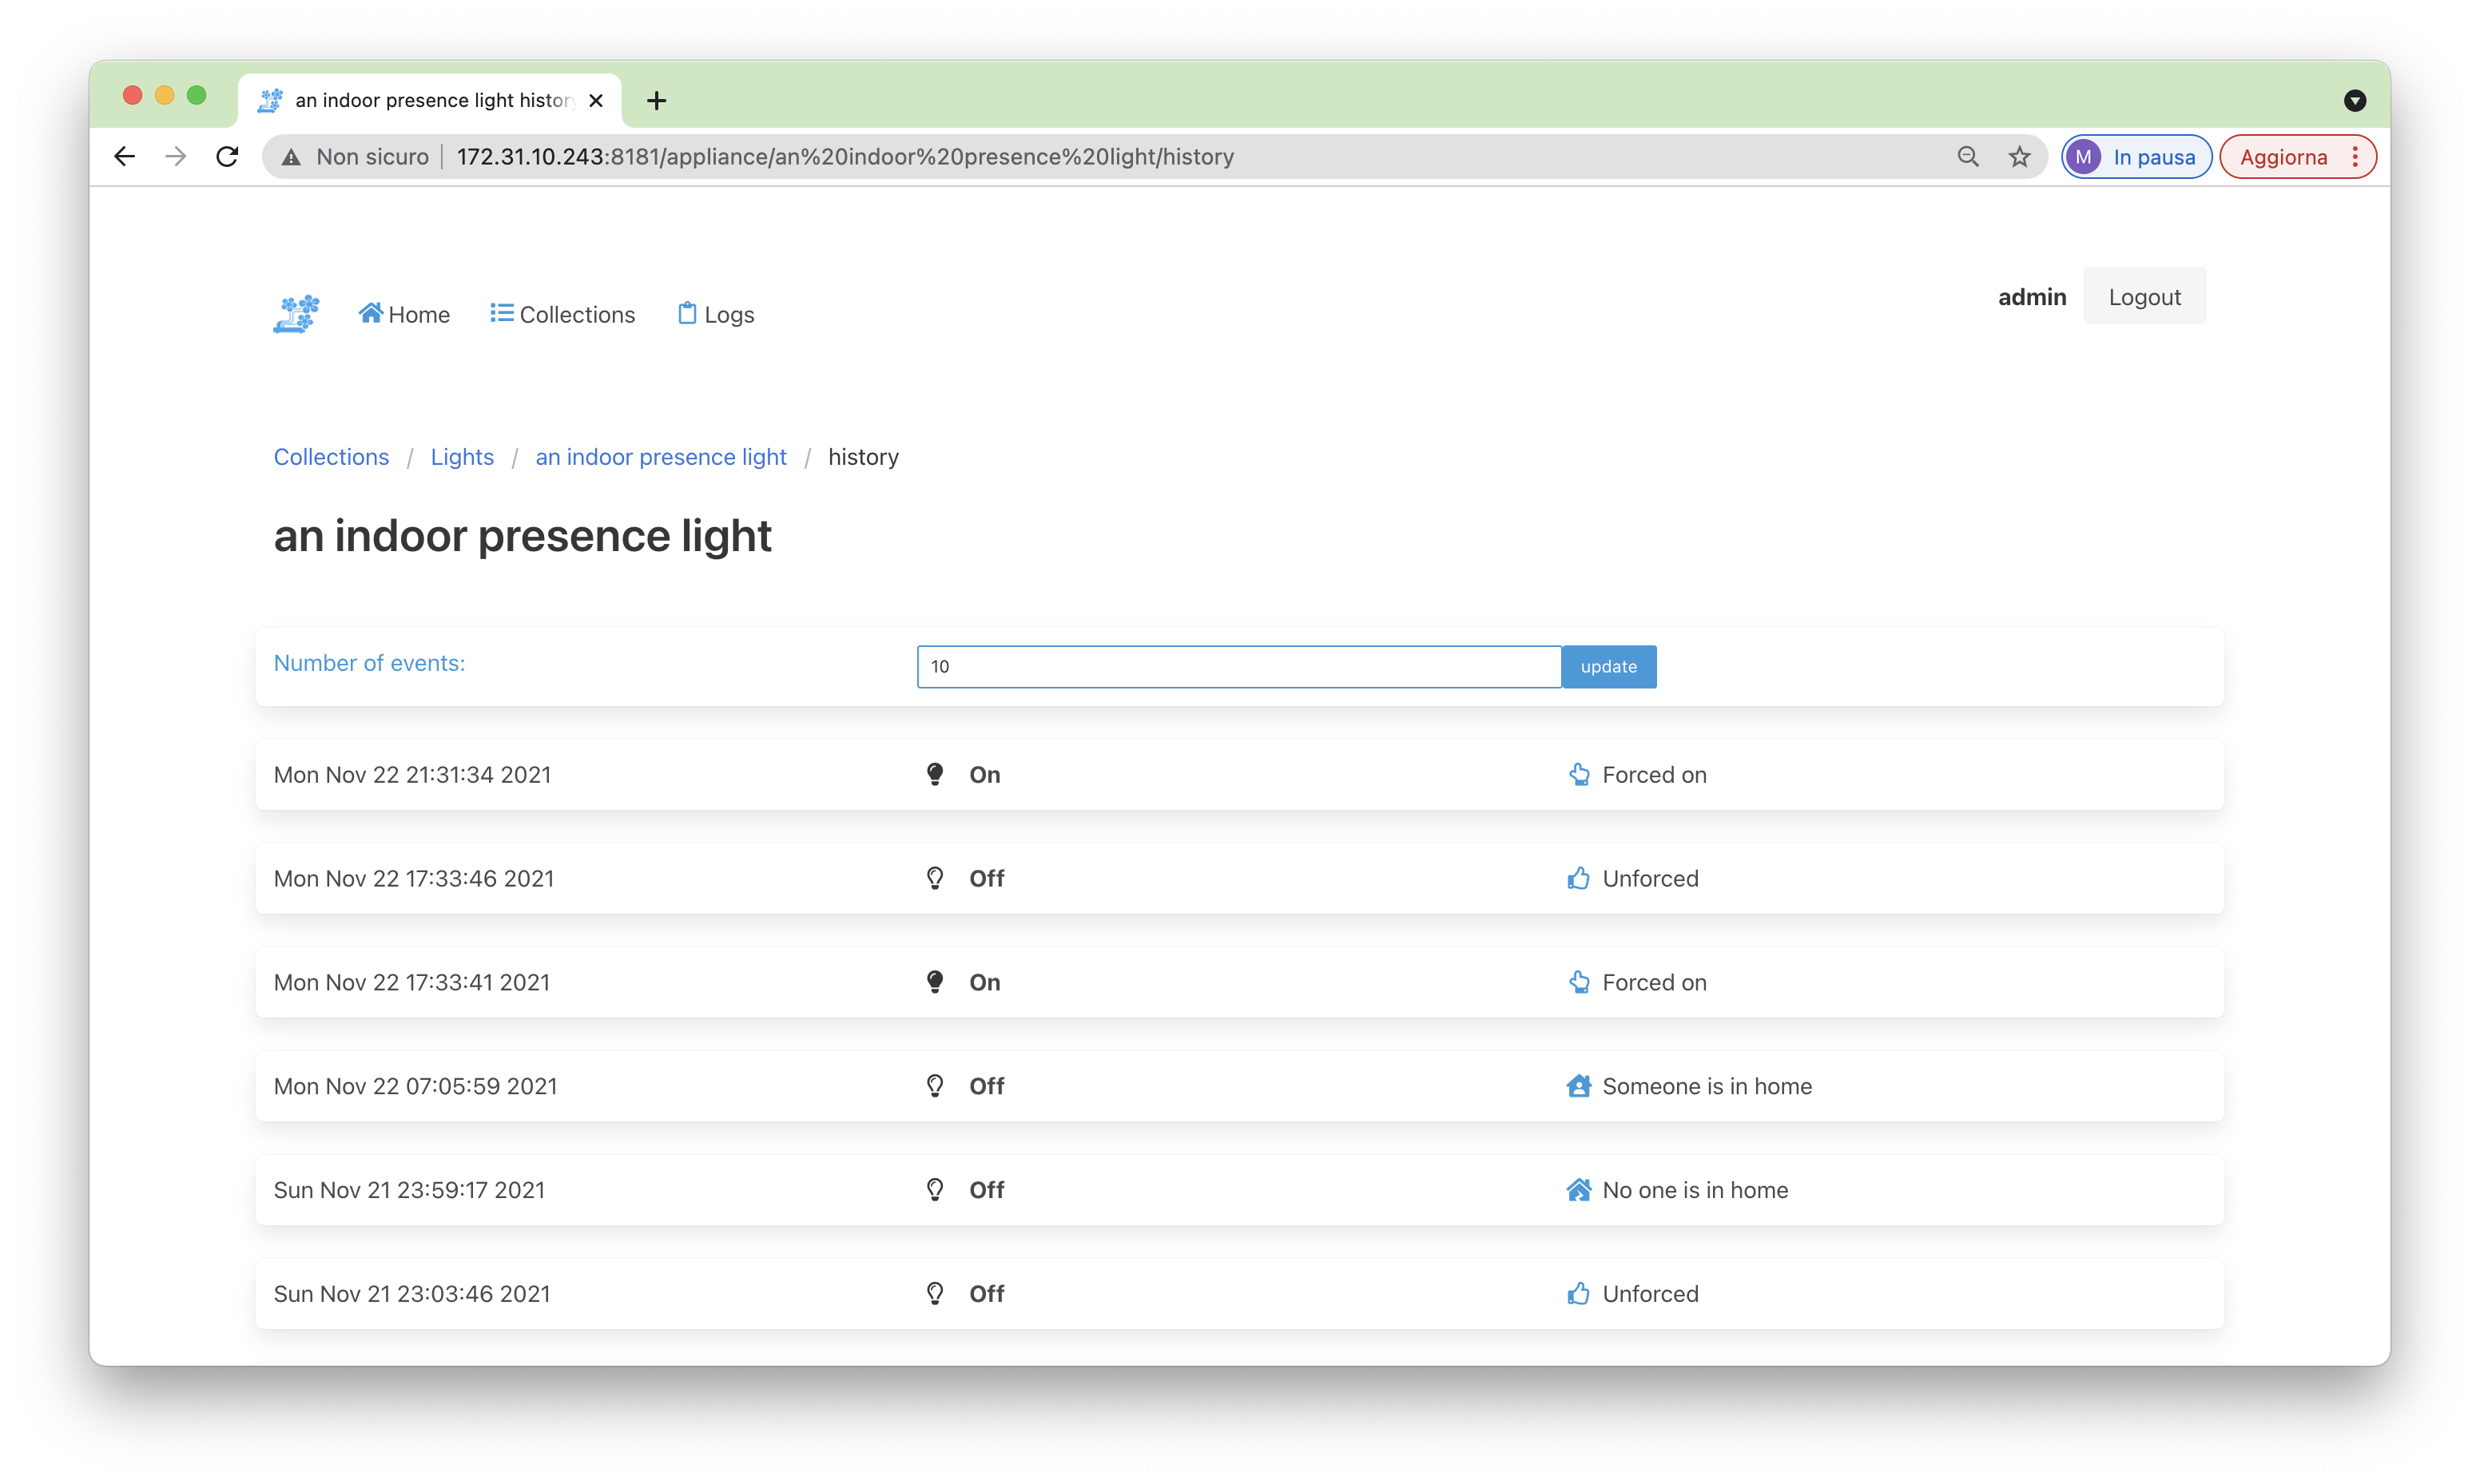 an indoor presence light histor
Non sicuro 172.31.10.243:8181/appliance/an%20indoor%20presence%20light/history M In pausa Aggiorna
Home Collections Logs admin Logout
Collections / Lights / an indoor presence light / history
an indoor presence light
Number of events: 10 update
Mon Nov 22 21:31:34 2021 On Forced on
Mon Nov 22 17:33:46 2021 Off Unforced
Mon Nov 22 17:33:41 2021 On Forced on
Mon Nov 22 07:05:59 2021 Off Someone is in home
Sun Nov 21 23:59:17 2021 Off No one is in home
Sun Nov 21 23:03:46 2021 Off Unforced